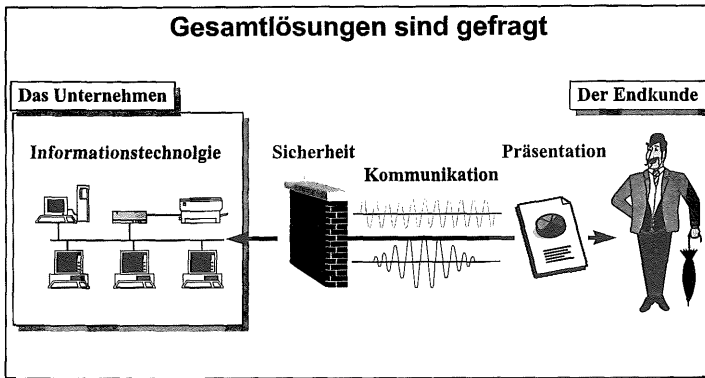 Gesamtlösungen sind gefragt
Das Unternehmen
Der Endkunde
Informationstechnolgie
Sicherheit
Kommunikation
Präsentation